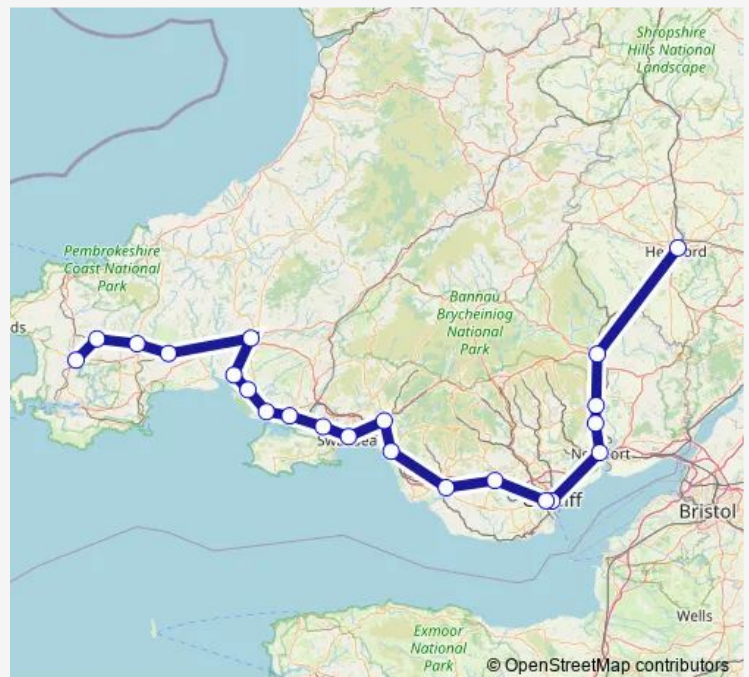 Shropshire
Hills National
Landscape
Pembrokeshire
Coast National
Park
ds
Bannau
Brycheiniog
National
Park
Bristol
Wells
Exmoor
National
Park
© OpenStreetMap contributors